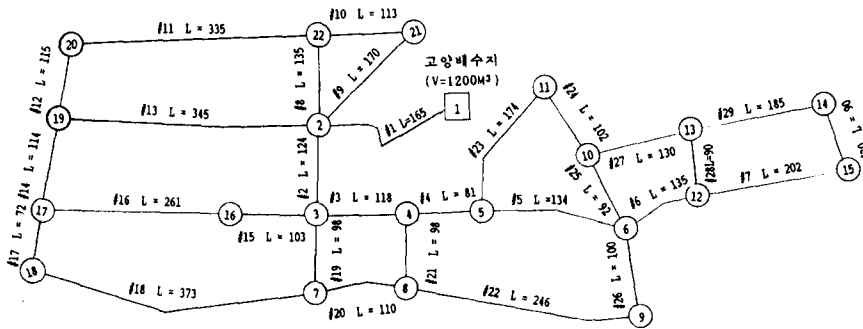 #10 L = 113
#11 L = 335
20
22
21
#12 L = 115
#8 L = 135
#9 L = 170
고양배수지
(V=1200M³)
1
#1 L=165
#13 L = 345
19
2
11
#24 L = 102
#23 L = 174
#29 L = 185
14
13
10
#27 L = 130
#28L=90
15
#14 L = 114
#2 L = 124
#25 L = 92
#6 L = 135
#7 L = 202
12
17
#16 L = 261
16
#3 L = 118
3
4
#4 L = 81
5
#5 L =134
6
#15 L = 103
#17 L = 72
#19 L = 98
#21 L = 98
#26 L = 100
18
#18 L = 373
7
8
#20 L = 110
#22 L = 246
9